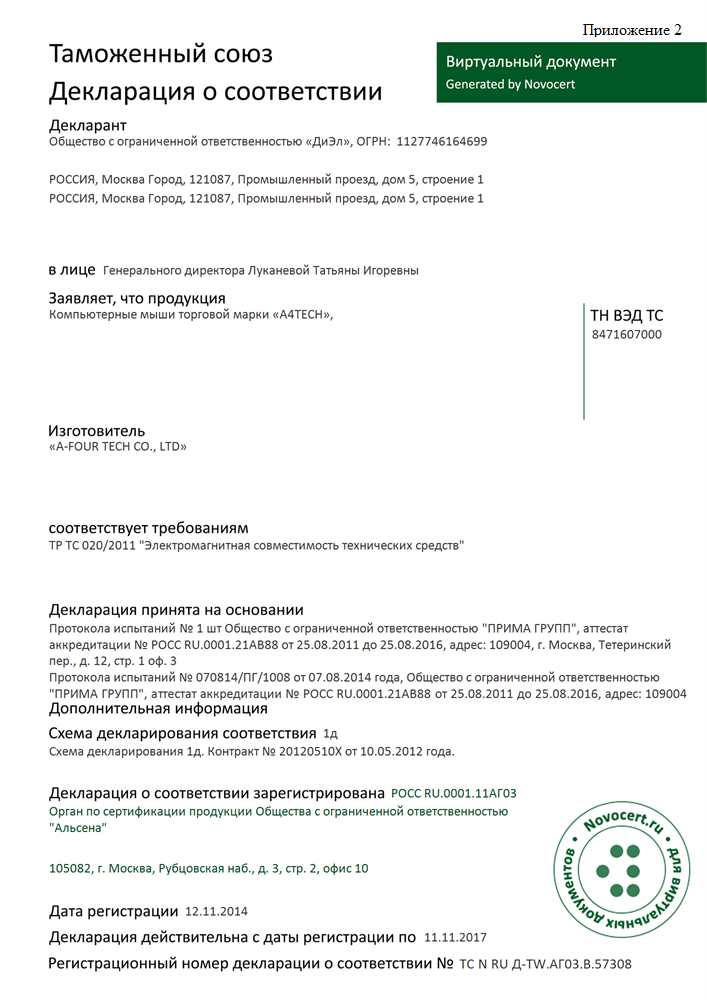 Приложение 2
Таможенный союз
Декларация о соответствии
Виртуальный документ
Generated by Novocert
Декларант
Общество с ограниченной ответственностью «ДиЭл», ОГРН: 1127746164699
РОССИЯ, Москва Город, 121087, Промышленный проезд, дом 5, строение 1
РОССИЯ, Москва Город, 121087, Промышленный проезд, дом 5, строение 1
в лице Генерального директора Луканевой Татьяны Игоревны
Заявляет, что продукция
Компьютерные мыши торговой марки «A4TECH»,
ТН ВЭД ТС
8471607000
Изготовитель
«A-FOUR TECH CO., LTD»
соответствует требованиям
ТР ТС 020/2011 "Электромагнитная совместимость технических средств"
Декларация принята на основании
Протокола испытаний № 1 шт Общество с ограниченной ответственностью "ПРИМА ГРУПП", аттестат
аккредитации № РОСС RU.0001.21АВ88 от 25.08.2011 до 25.08.2016, адрес: 109004, г. Москва, Тетеринский
пер., д. 12, стр. 1 оф. 3
Протокола испытаний № 070814/ПГ/1008 от 07.08.2014 года, Общество с ограниченной ответственностью
"ПРИМА ГРУПП", аттестат аккредитации № РОСС RU.0001.21АВ88 от 25.08.2011 до 25.08.2016, адрес: 109004
Дополнительная информация
Схема декларирования соответствия 1д
Схема декларирования 1д. Контракт № 20120510X от 10.05.2012 года.
Декларация о соответствии зарегистрирована РОСС RU.0001.11АГ03
Орган по сертификации продукции Общества с ограниченной ответственностью
"Альсена"
105082, г. Москва, Рубцовская наб., д. 3, стр. 2, офис 10
Novocert.ru • для виртуальных документов •
Дата регистрации 12.11.2014
Декларация действительна с даты регистрации по 11.11.2017
Регистрационный номер декларации о соответствии № ТС N RU Д-TW.АГ03.В.57308